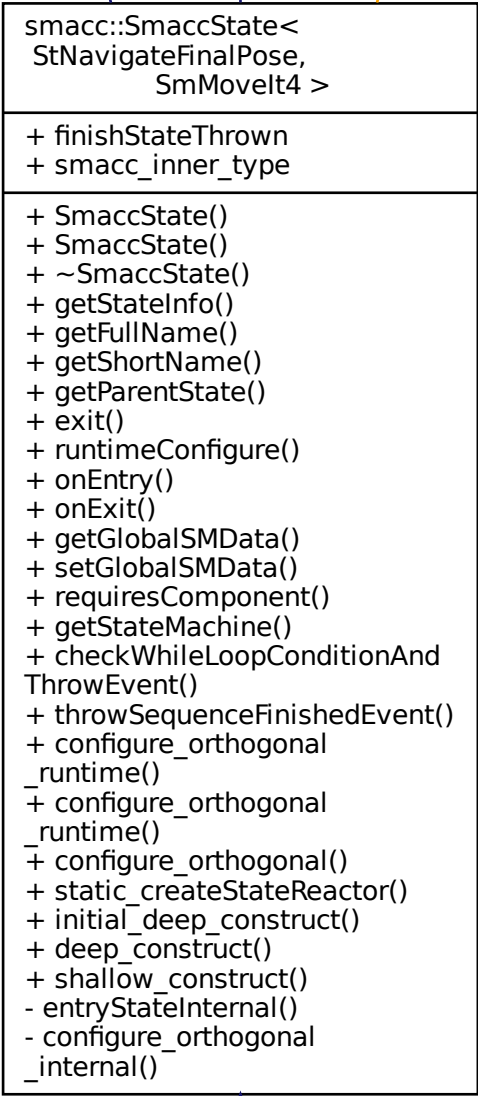 smacc::SmaccState<
StNavigateFinalPose,
SmMoveIt4 >
+ finishStateThrown
+ smacc_inner_type
+ SmaccState()
+ SmaccState()
+ ~SmaccState()
+ getStateInfo()
+ getFullName()
+ getShortName()
+ getParentState()
+ exit()
+ runtimeConfigure()
+ onEntry()
+ onExit()
+ getGlobalSMData()
+ setGlobalSMData()
+ requiresComponent()
+ getStateMachine()
+ checkWhileLoopConditionAnd
ThrowEvent()
+ throwSequenceFinishedEvent()
+ configure_orthogonal
_runtime()
+ configure_orthogonal
_runtime()
+ configure_orthogonal()
+ static_createStateReactor()
+ initial_deep_construct()
+ deep_construct()
+ shallow_construct()
- entryStateInternal()
- configure_orthogonal
_internal()